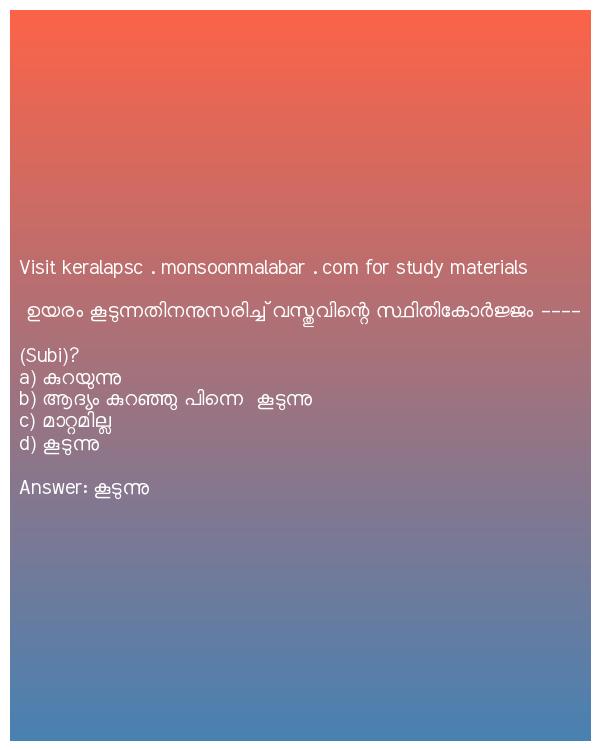 Visit keralapsc . monsoonmalabar . com for study materials
ഉയരം കൂടുന്നതിനനുസരിച്ച് വസ്തുവിന്റെ സ്ഥിതികോർജ്ജം ----
(Subi)?
a) കുറയുന്നു
b) ആദ്യം കുറഞ്ഞു പിന്നെ  കൂടുന്നു
c) മാറ്റമില്ല
d) കൂടുന്നു
Answer: കൂടുന്നു